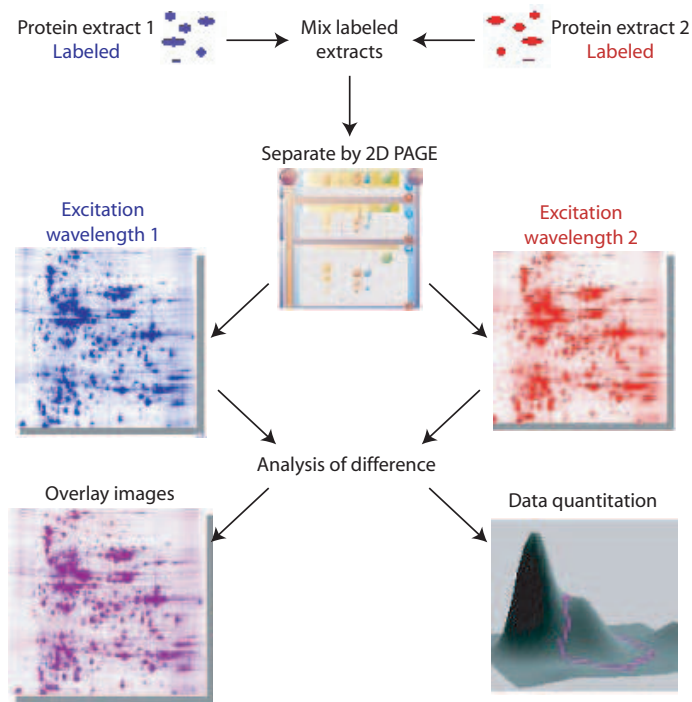 Protein extract 1
Labeled
Mix labeled
extracts
Protein extract 2
Labeled
Separate by 2D PAGE
Excitation
wavelength 1
Excitation
wavelength 2
Analysis of difference
Overlay images
Data quantitation